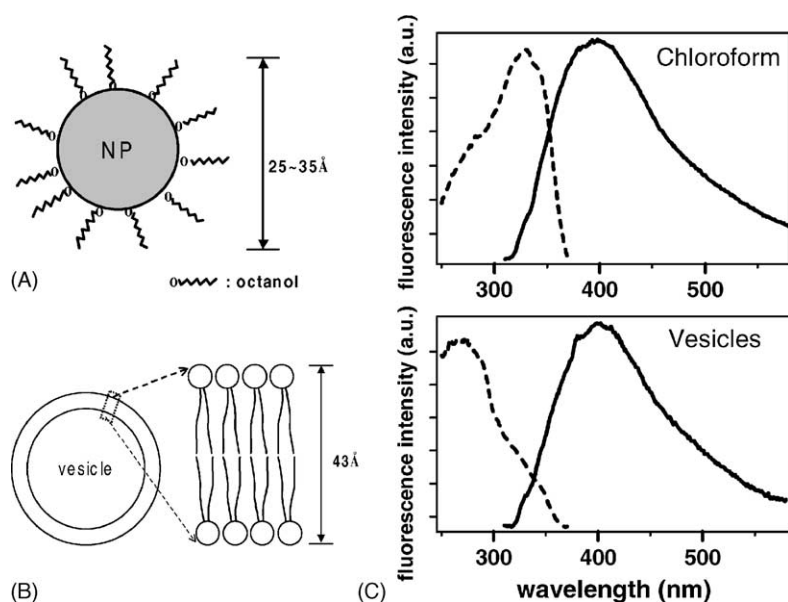 NP
25~35Å
(A)
o : octanol
vesicle
43Å
(B)
(C)
fluorescence intensity (a.u.)
Chloroform
300 400 500
fluorescence intensity (a.u.)
Vesicles
300 400 500
wavelength (nm)